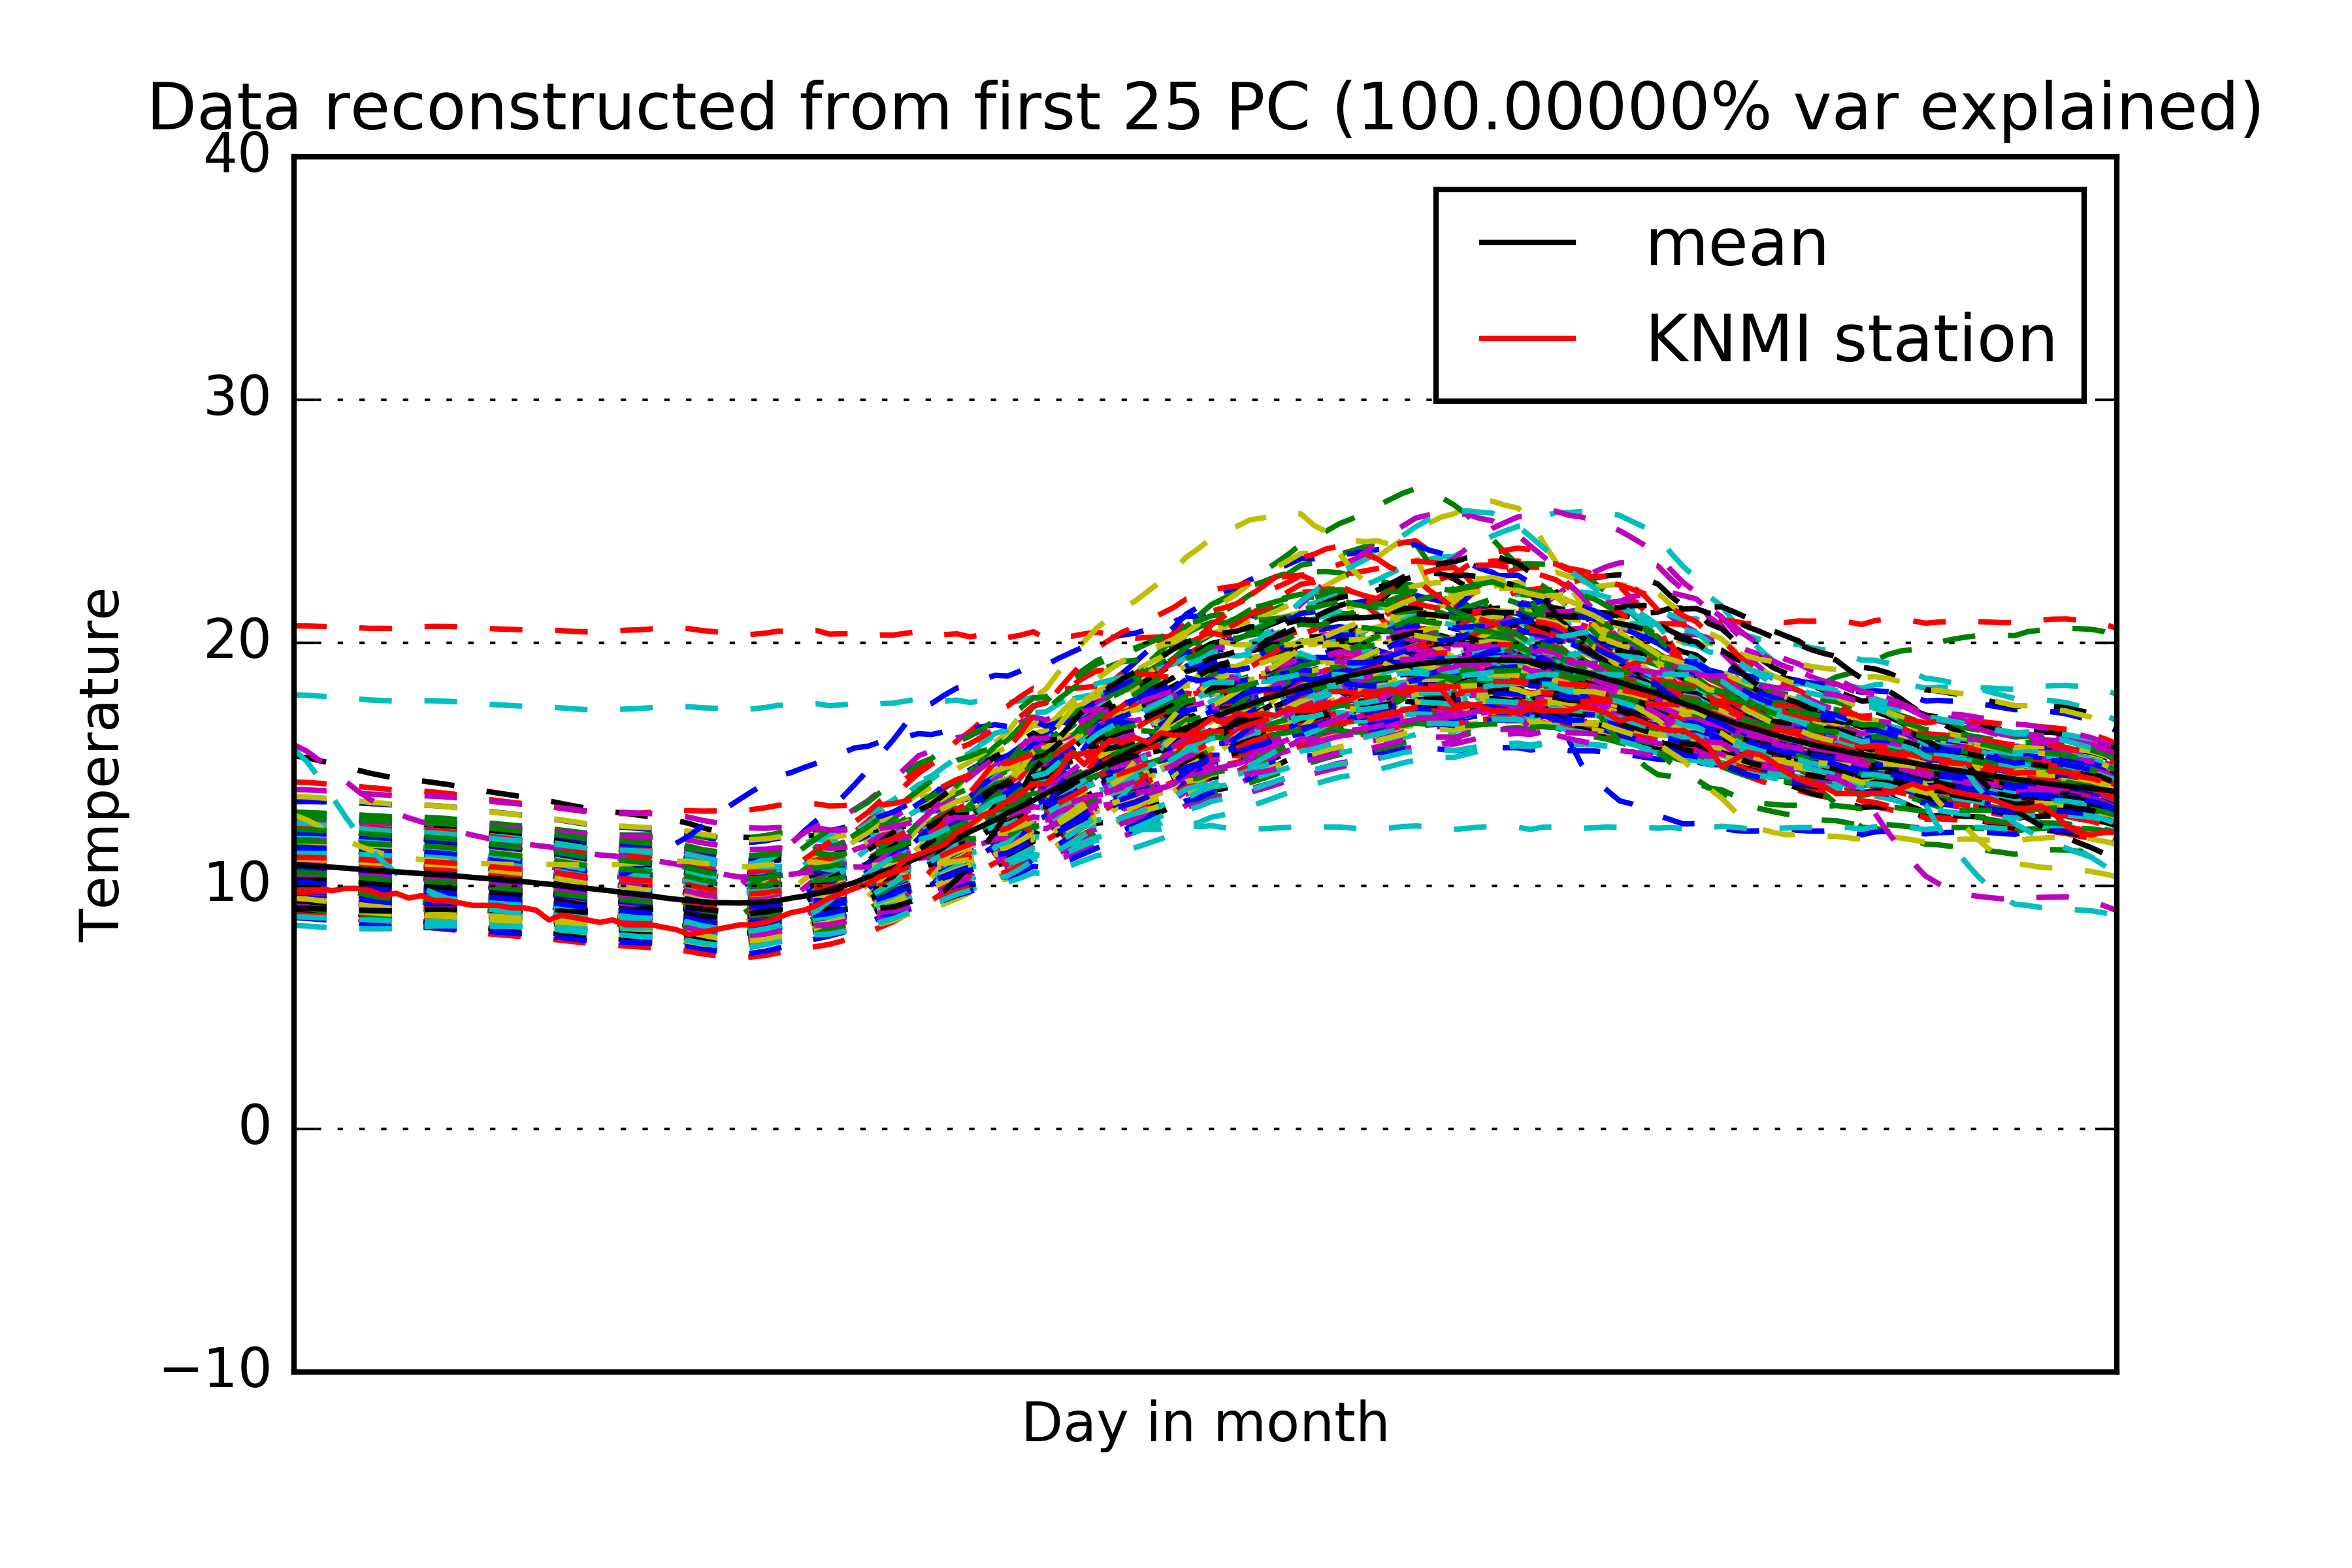 Data reconstructed from first 25 PC (100.00000% var explained)
40
30
20
10
0
−10
Temperature
Day in month
mean
KNMI station